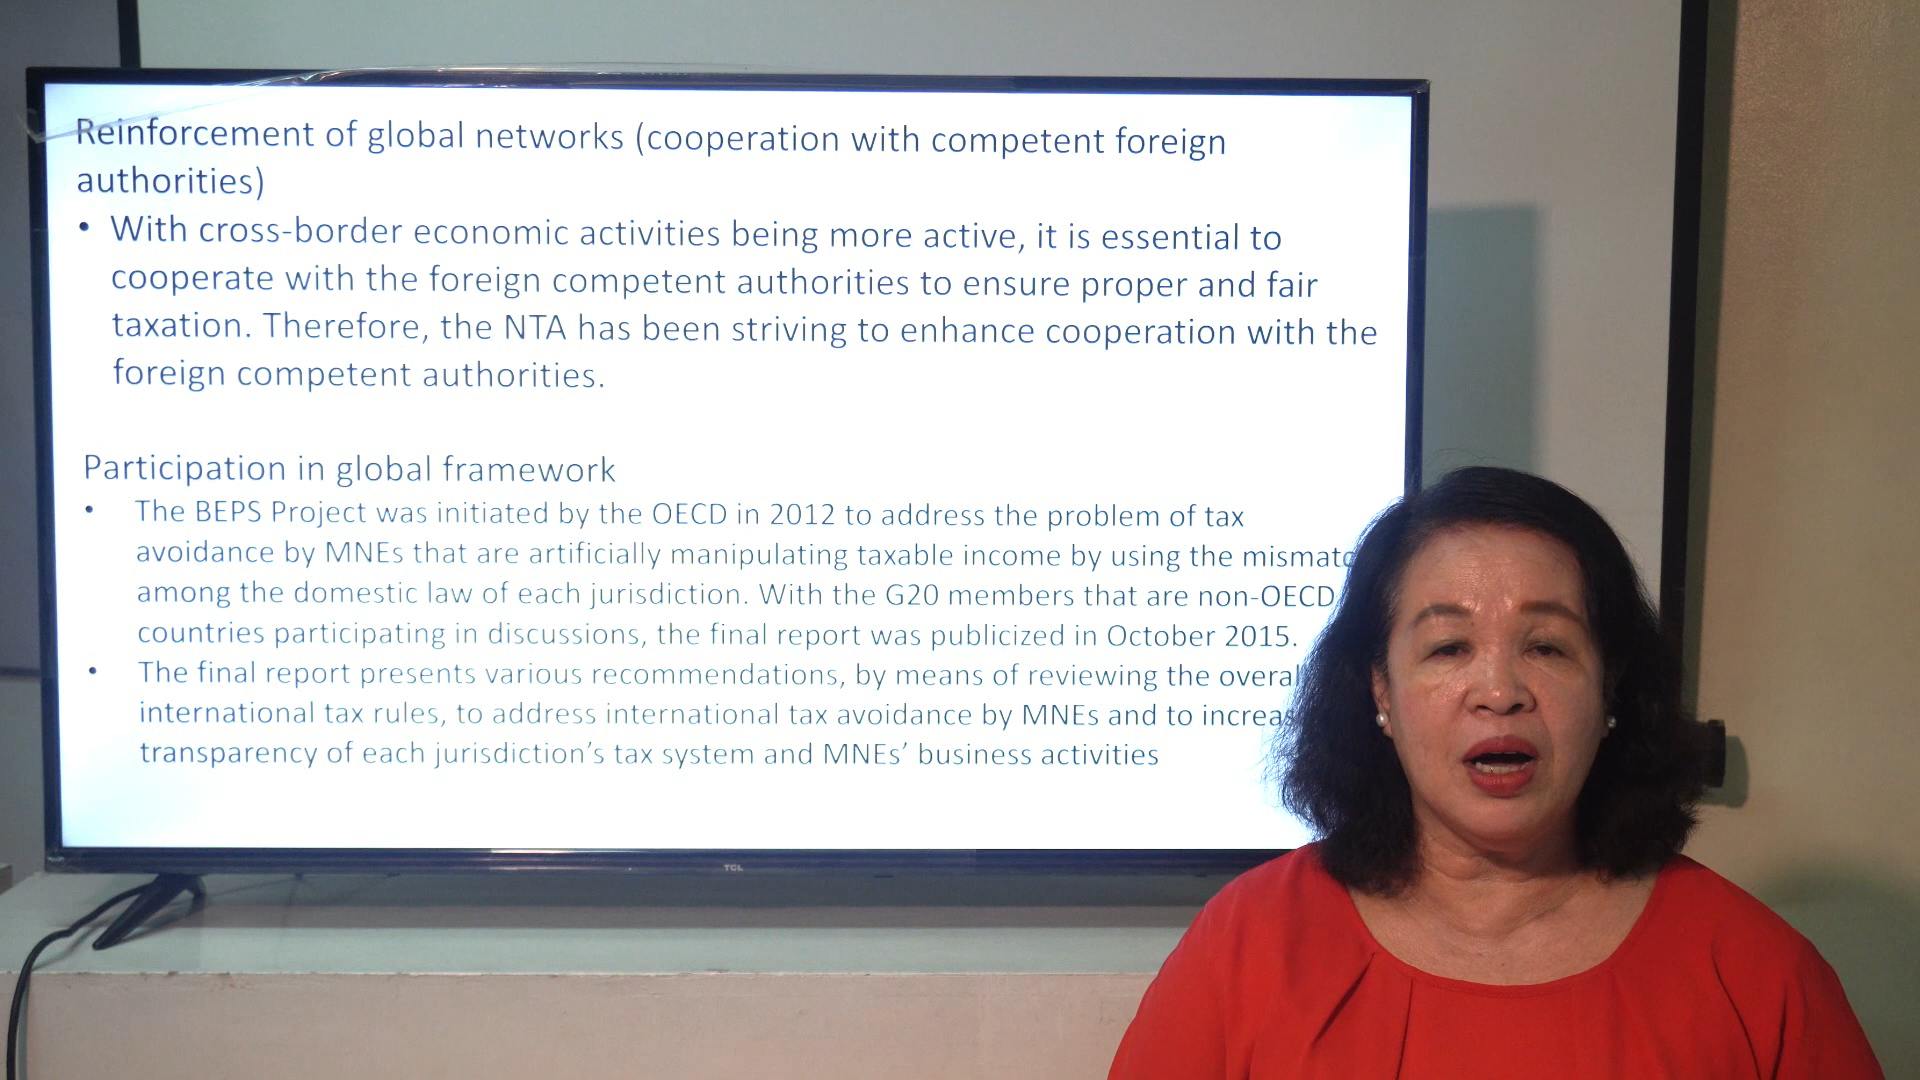 Reinforcement of global networks (cooperation with competent foreign
authorities)
• With cross-border economic activities being more active, it is essential to
cooperate with the foreign competent authorities to ensure proper and fair
taxation. Therefore, the NTA has been striving to enhance cooperation with the
foreign competent authorities.
Participation in global framework
• The BEPS Project was initiated by the OECD in 2012 to address the problem of tax
avoidance by MNEs that are artificially manipulating taxable income by using the
among the domestic law of each jurisdiction. With the G20 members that are non-OECD
countries participating in discussions, the final report was publicized in October 2015.
• The final report presents various recommendations, by means of reviewing the
international tax rules, to address international tax avoidance by MNEs and to
transparency of each jurisdiction's tax system and MNEs' business activities
TCL